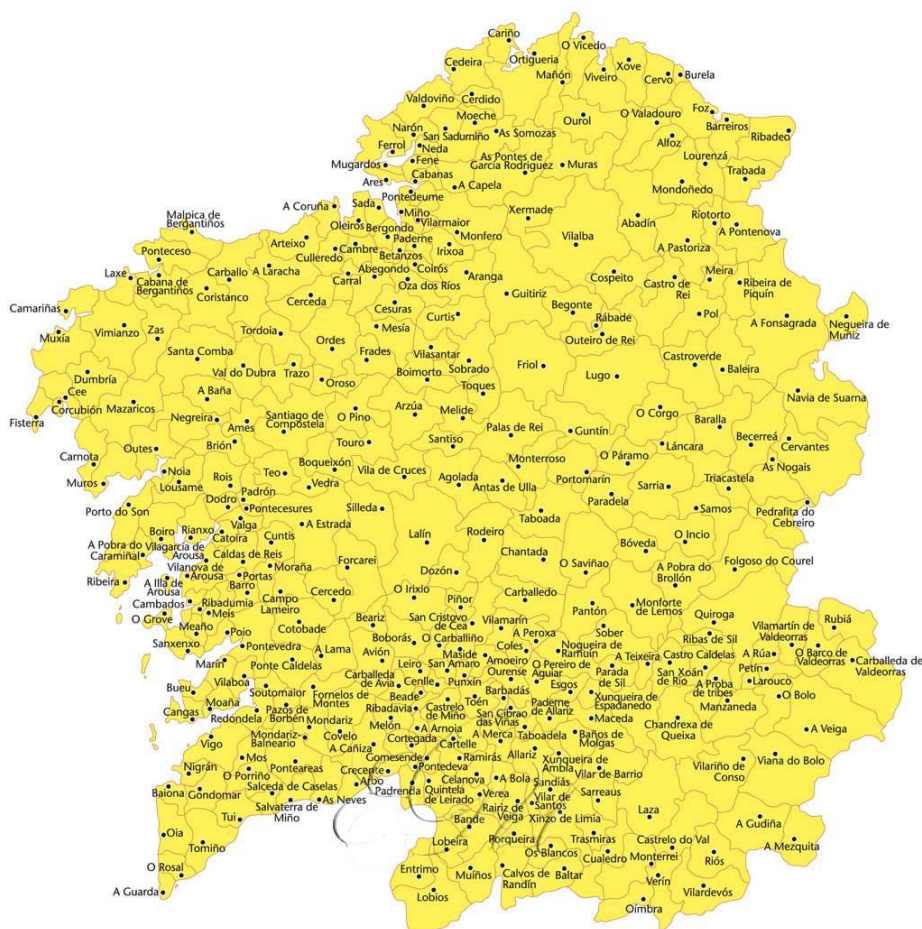 Cariño
O Vicedo
Ortigueria
Cedeira
Xove
Mañón
Viveiro
Cervo
Burela
Valdoviño
Cerdido
Moeche
Ourol
O Valadouro
Foz
Barreiros
Ribadeo
Narón
San Sadurniño
As Somozas
Alfoz
Ferrol
Neda
Fene
Mugardos
As Pontes de
García Rodriguez
Muras
Lourenzá
Trabada
Ares
Cabanas
A Capela
Mondoñedo
Pontedeume
A Coruña
Sada
Miño
Xermade
Abadín
Riotorto
A Pontenova
Malpica de
Bergantiños
Oleiros
Bergondo
Vilarmaior
Monfero
Vilalba
A Pastoriza
Arteixo
Culleredo
Cambre
Paderne
Betanzos
Irixoa
Ponteceso
Laxe
Cabana de
Bergantiños
Carballo
A Laracha
Carral
Abegondo
Coirós
Oza dos Ríos
Aranga
Cospeito
Castro de
Rei
Meira
Ribeira de
Piquín
Coristanco
Cerceda
Cesuras
Guitiriz
Begonte
Rábade
Outeiro de Rei
Pol
A Fonsagrada
Negueira de
Muñiz
Camariñas
Muxía
Vimianzo
Zas
Tordoia
Mesía
Curtis
Santa Comba
Ordes
Frades
Vilasantar
Sobrado
Friol
Lugo
Castroverde
Baleira
Dumbría
Val do Dubra
Trazo
Oroso
Boimorto
Toques
Navia de Suarna
Cee
Corcubión
Fisterra
Mazaricos
A Baña
Negreira
Ames
Santiago de
Compostela
O Pino
Arzúa
Melide
Palas de Rei
Guntín
O Corgo
Baralla
Becerreá
Cervantes
Carnota
Outes
Brión
Touro
Santiso
Láncara
As Nogais
Muros
Noia
Lousame
Rois
Teo
Boqueixón
Vedra
Vila de Cruces
Agolada
Monterroso
Antas de Ulla
Portomarín
O Páramo
Paradela
Sarria
Triacastela
Samos
Pedrafita do
Cebreiro
Porto do Son
Dodro
Padrón
Pontecesures
Silleda
Taboada
Boiro
Rianxo
Valga
Catoira
A Estrada
Cuntis
Lalín
Rodeiro
Chantada
Bóveda
O Incio
Folgoso do Courel
A Pobra do
Caramiñal
Vilagarcía de
Arousa
Caldas de Reis
Moraña
Forcarei
Dozón
O Saviñao
A Pobra do
Brollón
Ribeira
A Illa de
Arousa
Vilanova de
Arousa
Portas
Barro
Campo
Lameiro
Cercedo
O Irixio
Piñor
Carballedo
Pantón
Monforte
de Lemos
Quiroga
Rubiá
Cambados
O Grove
Ribadumia
Meis
Meaño
Cotobade
Beariz
San Cristovo
de Cea
Vilamarín
Sober
Ribas de Sil
Vilamartín de
Valdeorras
Sanxenxo
Poio
Pontevedra
A Lama
Boborás
O Carballiño
Maside
A Peroxa
Coles
Nogueira de
Ramuín
A Teixeira
Castro Caldelas
A Rúa
O Barco de
Valdeorras
Carballeda de
Valdeorras
Marín
Ponte Caldelas
Avión
Leiro
San Amaro
Amoeiro
Ourense
O Pereiro de
Aguiar
Parada
de Sil
San Xoán
de Río
A Proba
de tribes
Petín
Larouco
Bueu
Vilaboa
Soutomaior
Fornelos de
Montes
Carballeda
de Avia
Cenlle
Punxín
Barbadás
Esgos
Xunqueira de
Espadanedo
Manzaneda
O Bolo
Cangas
Moaña
Redondela
Pazos de
Borbén
Mondariz
Beade
Ribadavia
Castrelo
de Miño
Toén
San Cibrao
das Viñas
Paderne
de Allariz
Maceda
Chandrexa de
Queixa
A Veiga
Vigo
Mondariz-
Balneario
Covelo
Melón
A Arnoia
Cartelle
A Merca
Taboadela
Baños de
Molgas
Mos
A Cañiza
Cortegada
Gomesende
Ramirás
Allariz
Xunqueira de
Ambía
Vilar de Barrio
Vilariño de
Conso
Viana do Bolo
Nigrán
O Porriño
Ponteareas
Crecente
Arbo
Pontedeva
Padrenda
Celanova
A Bola
Sandiás
Baiona
Gondomar
Salceda de Caselas
Salvaterra de
Miño
As Neves
Quintela
de Leirado
Verea
Rairiz de
Veiga
Vilar de
Santos
Sarreaus
Laza
A Gudiña
Oia
Tui
Bande
Xinzo de Limia
Tomiño
Lobeira
Porqueira
Trasmiras
Castrelo do Val
A Mezquita
O Rosal
Entrimo
Muíños
Os Blancos
Cualedro
Monterrei
Riós
A Guarda
Calvos de
Randín
Baltar
Verín
Vilardevós
Lobios
Oímbra